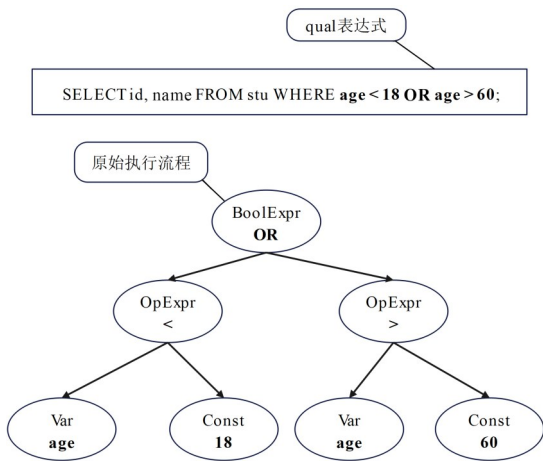 qual表达式
SELECT id, name FROM stu WHERE age < 18 OR age > 60;
原始执行流程
BoolExpr
OR
OpExpr
<
OpExpr
>
Var
age
Const
18
Var
age
Const
60